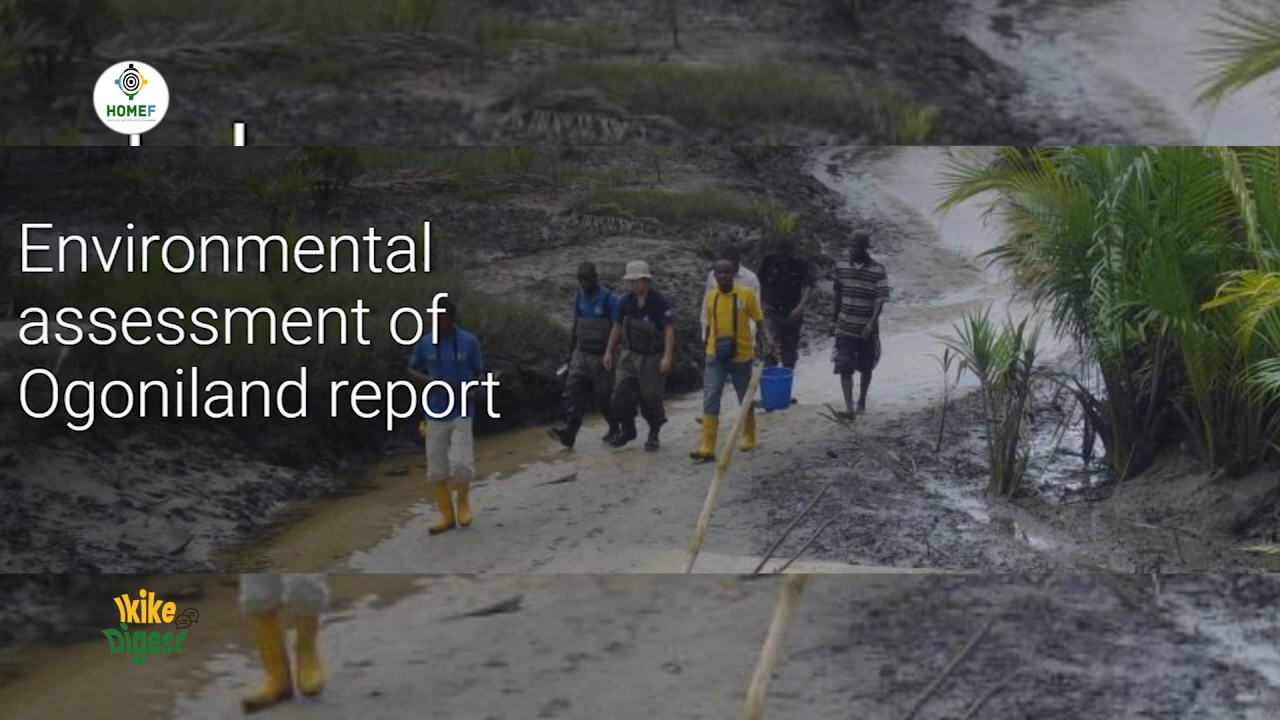 HOMEF
Environmental
assessment of
Ogoniland report
Ikike
Digest